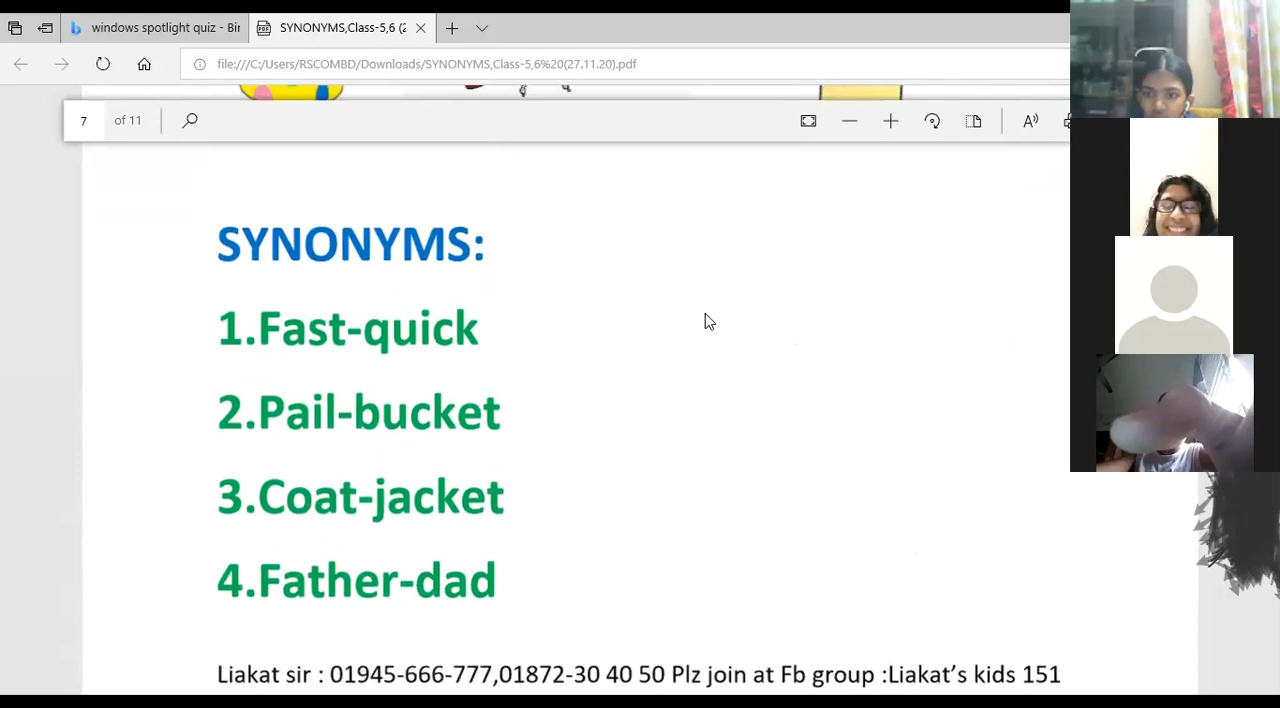 windows spotlight quiz - Bir
SYNONYMS,Class-5,6 (2
file:///C:/Users/RSCOMBD/Downloads/SYNONYMS,Class-5,6%20(27.11.20).pdf
7 of 11
SYNONYMS:
1.Fast-quick
2.Pail-bucket
3.Coat-jacket
4.Father-dad
Liakat sir : 01945-666-777,01872-30 40 50 Plz join at Fb group :Liakat’s kids 151